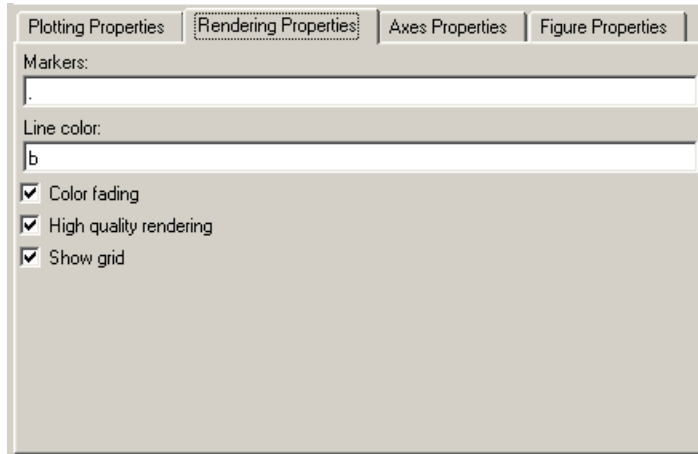 Plotting Properties Rendering Properties Axes Properties Figure Properties
Markers:
.
Line color:
b
Color fading
High quality rendering
Show grid